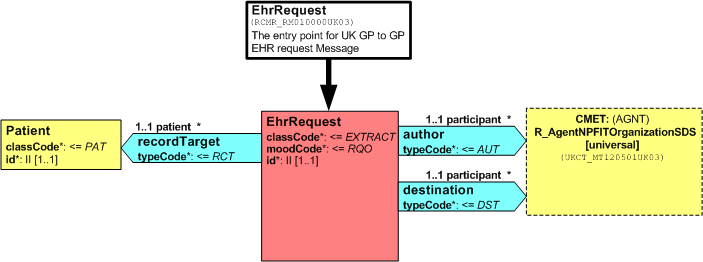 EhrRequest
(RCMR_RM010000UK03)
The entry point for UK GP to GP
EHR request Message
Patient
classCode*: <= PAT
id*: II [1..1]
1..1 patient *
recordTarget
typeCode*: <= RCT
EhrRequest
classCode*: <= EXTRACT
moodCode*: <= RQO
id*: II [1..1]
1..1 participant *
author
typeCode*: <= AUT
1..1 participant *
destination
typeCode*: <= DST
CMET: (AGNT)
R_AgentNPFITOrganizationSDS
[universal]
(UKCT_MT120501UK03)